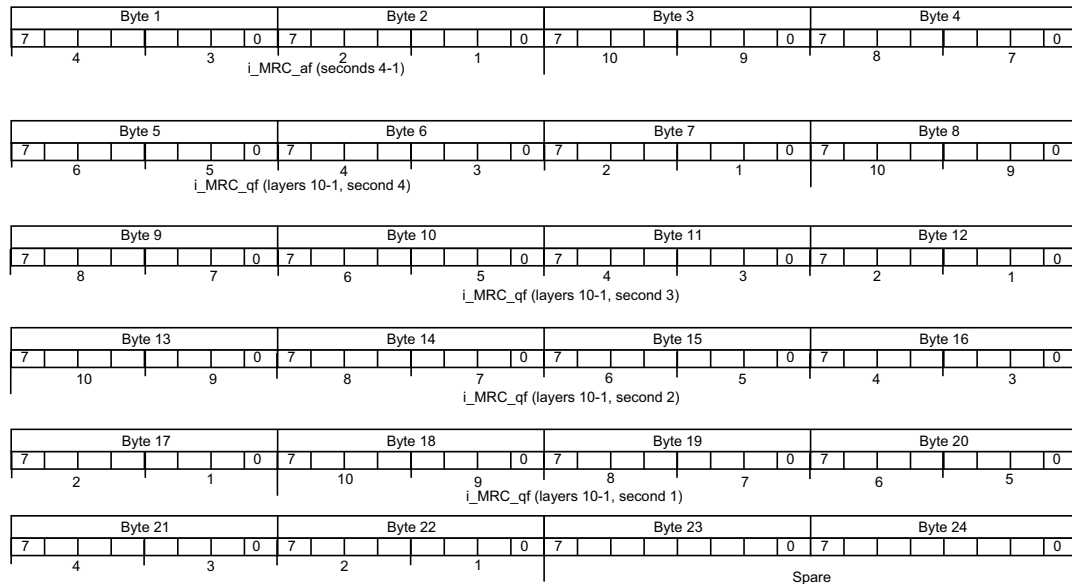 Byte 1 Byte 2 Byte 3 Byte 4
7 0 7 0 7 0 7 0
4 3 2 1 10 9 8 7
i_MRC_af (seconds 4-1)
Byte 5 Byte 6 Byte 7 Byte 8
7 0 7 0 7 0 7 0
6 5 4 3 2 1 10 9
i_MRC_qf (layers 10-1, second 4)
Byte 9 Byte 10 Byte 11 Byte 12
7 0 7 0 7 0 7 0
8 7 6 5 4 3 2 1
i_MRC_qf (layers 10-1, second 3)
Byte 13 Byte 14 Byte 15 Byte 16
7 0 7 0 7 0 7 0
10 9 8 7 6 5 4 3
i_MRC_qf (layers 10-1, second 2)
Byte 17 Byte 18 Byte 19 Byte 20
7 0 7 0 7 0 7 0
2 1 10 9 8 7 6 5
i_MRC_qf (layers 10-1, second 1)
Byte 21 Byte 22 Byte 23 Byte 24
7 0 7 0 7 0 7 0
4 3 2 1
Spare